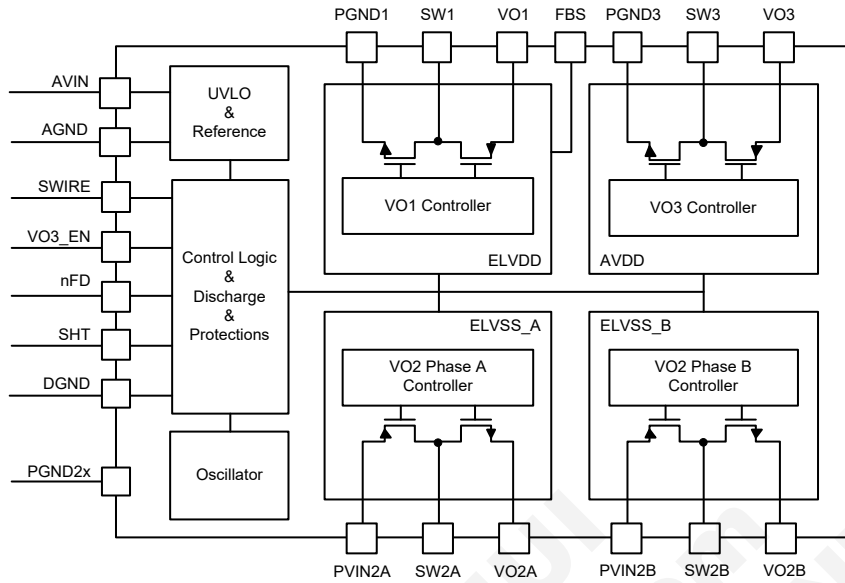 PGND1 SW1 VO1 FBS PGND3 SW3 VO3
AVIN
UVLO
&
Reference
AGND
SWIRE
VO3_EN
nFD
SHT
DGND
Control Logic
&
Discharge
&
Protections
VO1 Controller
ELVDD
VO3 Controller
AVDD
ELVSS_A
VO2 Phase A
Controller
ELVSS_B
VO2 Phase B
Controller
Oscillator
PGND2x
PVIN2A SW2A VO2A PVIN2B SW2B VO2B